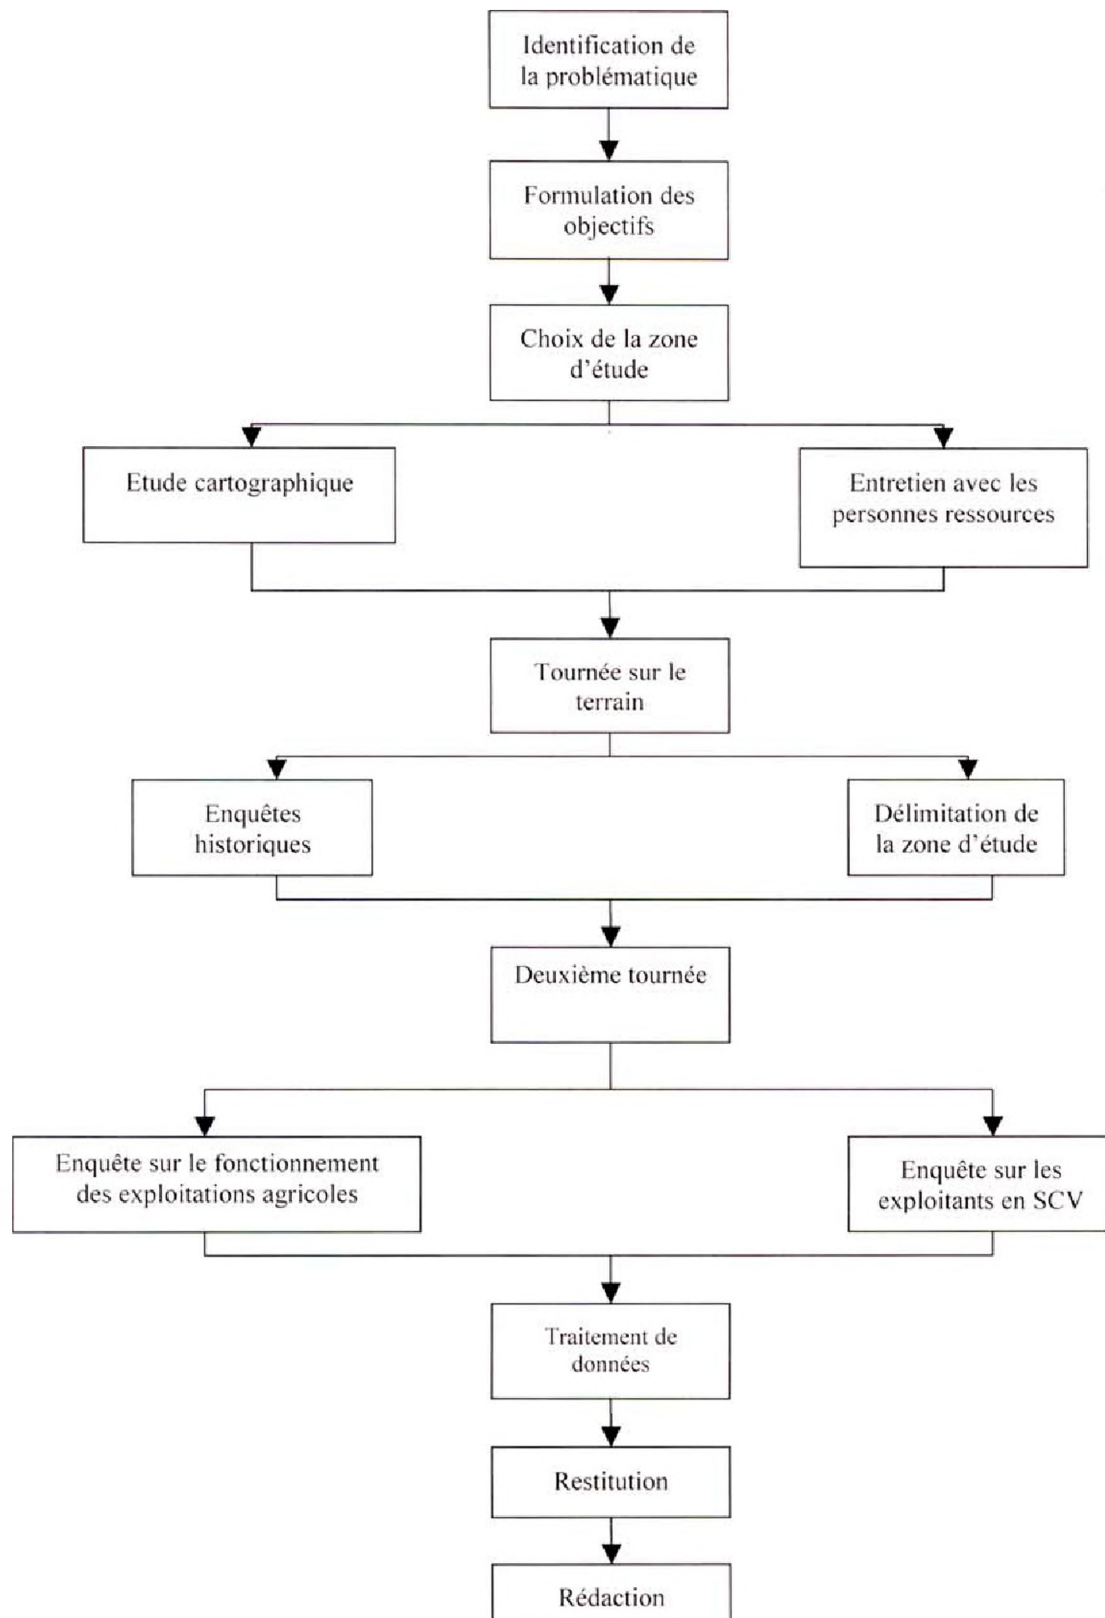 Identification de
la problématique
Formulation des
objectifs
Choix de la zone
d'étude
Etude cartographique
Entretien avec les
personnes ressources
Tournée sur le
terrain
Enquêtes
historiques
Délimitation de
la zone d'étude
Deuxième tournée
Enquête sur le fonctionnement
des exploitations agricoles
Enquête sur les
exploitants en SCV
Traitement de
données
Restitution
Rédaction